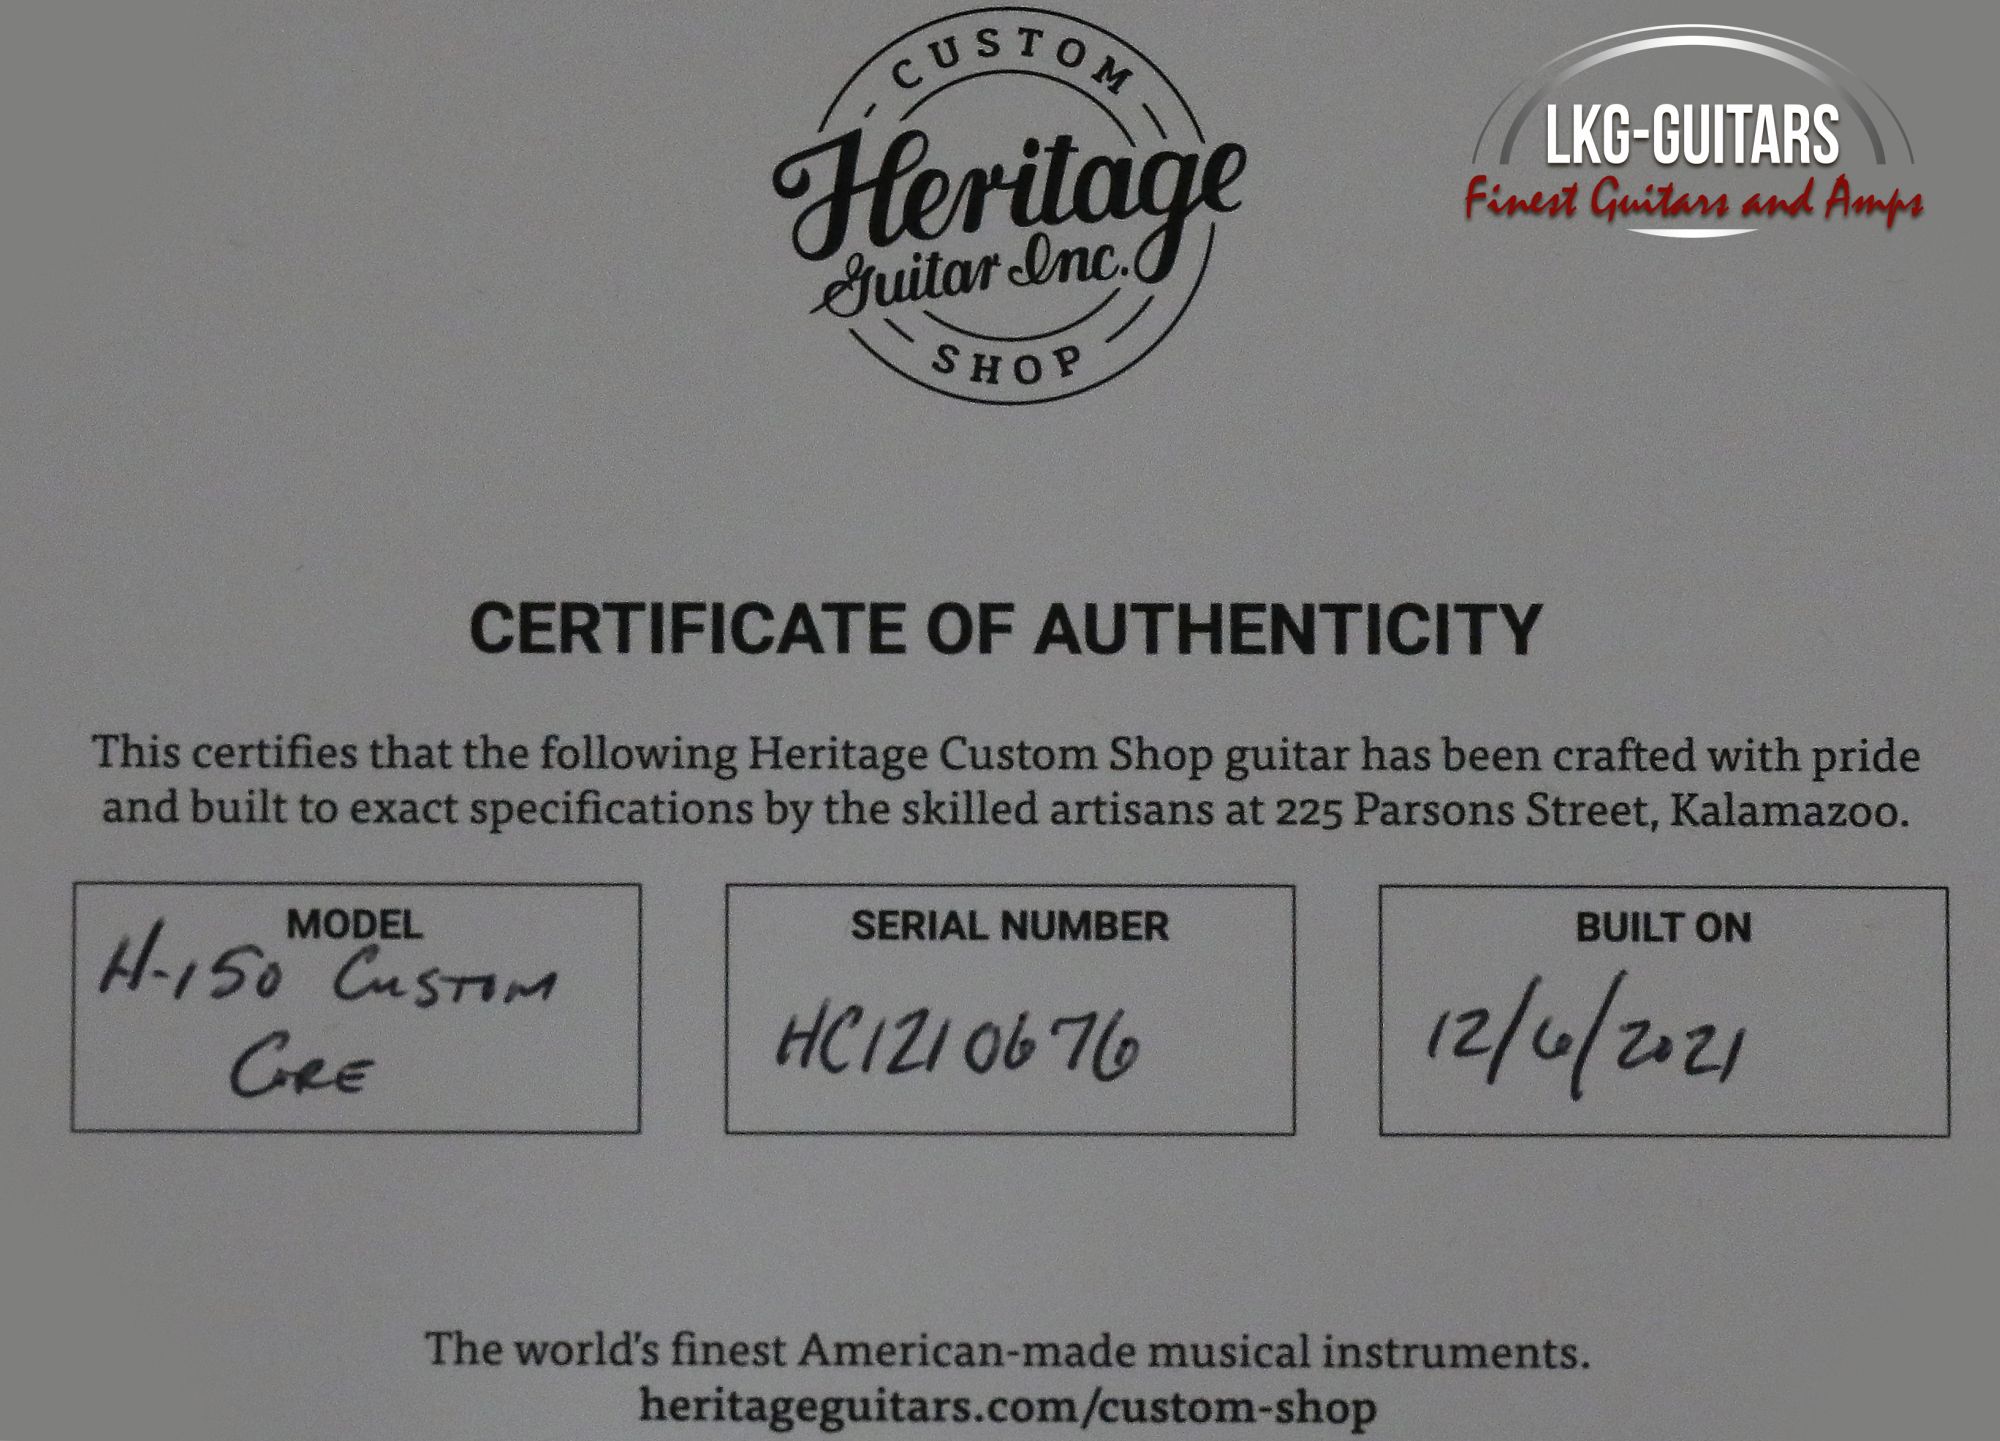 CUSTOM
Heritage
Guitar Inc.
SHOP
LKG-GUITARS
Finest Guitars and Amps
CERTIFICATE OF AUTHENTICITY
This certifies that the following Heritage Custom Shop guitar has been crafted with pride
and built to exact specifications by the skilled artisans at 225 Parsons Street, Kalamazoo.
MODEL
H-150 Custom
Core
SERIAL NUMBER
HC1210676
BUILT ON
12/6/2021
The world's finest American-made musical instruments.
heritageguitars.com/custom-shop